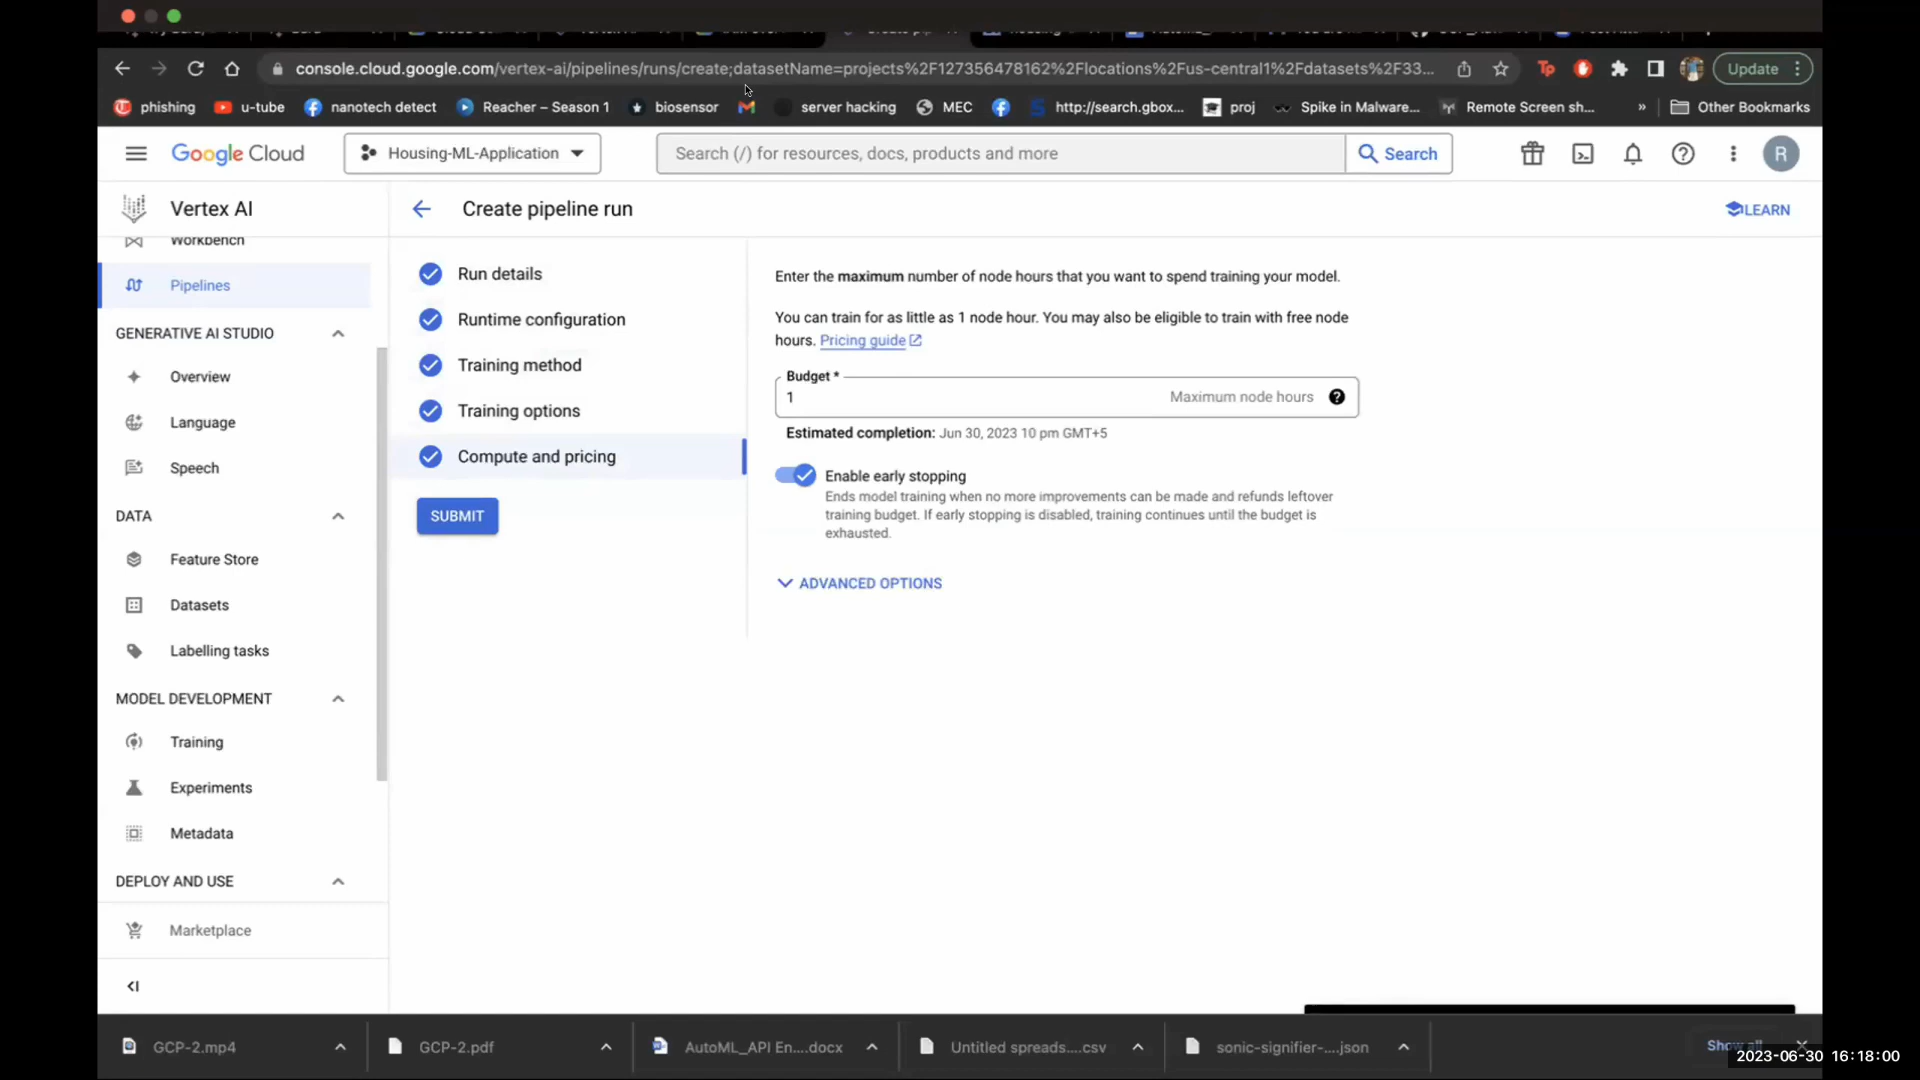 console.cloud.google.com/vertex-ai/pipelines/runs/create;datasetName=projects%2F127356478162%2Flocations%2Fus-central1%2Fdatasets%2F33...
Update
phishing
u-tube
nanotech detect
Reacher – Season 1
biosensor
server hacking
MEC
http://search.gbox...
proj
Spike in Malware...
Remote Screen sh...
»
Other Bookmarks
Google Cloud
Housing-ML-Application
Search (/) for resources, docs, products and more
Search
R
Vertex AI
Create pipeline run
LEARN
Workbench
Pipelines
GENERATIVE AI STUDIO
Overview
Language
Speech
DATA
Feature Store
Datasets
Labelling tasks
MODEL DEVELOPMENT
Training
Experiments
Metadata
DEPLOY AND USE
Marketplace
Run details
Runtime configuration
Training method
Training options
Compute and pricing
SUBMIT
Enter the maximum number of node hours that you want to spend training your model.
You can train for as little as 1 node hour. You may also be eligible to train with free node
hours. Pricing guide
Budget *
1
Maximum node hours
Estimated completion: Jun 30, 2023 10 pm GMT+5
Enable early stopping
Ends model training when no more improvements can be made and refunds leftover
training budget. If early stopping is disabled, training continues until the budget is
exhausted.
ADVANCED OPTIONS
GCP-2.mp4
GCP-2.pdf
AutoML_API En....docx
Untitled spreads....csv
sonic-signifier-....json
Show all
2023-06-30 16:18:00